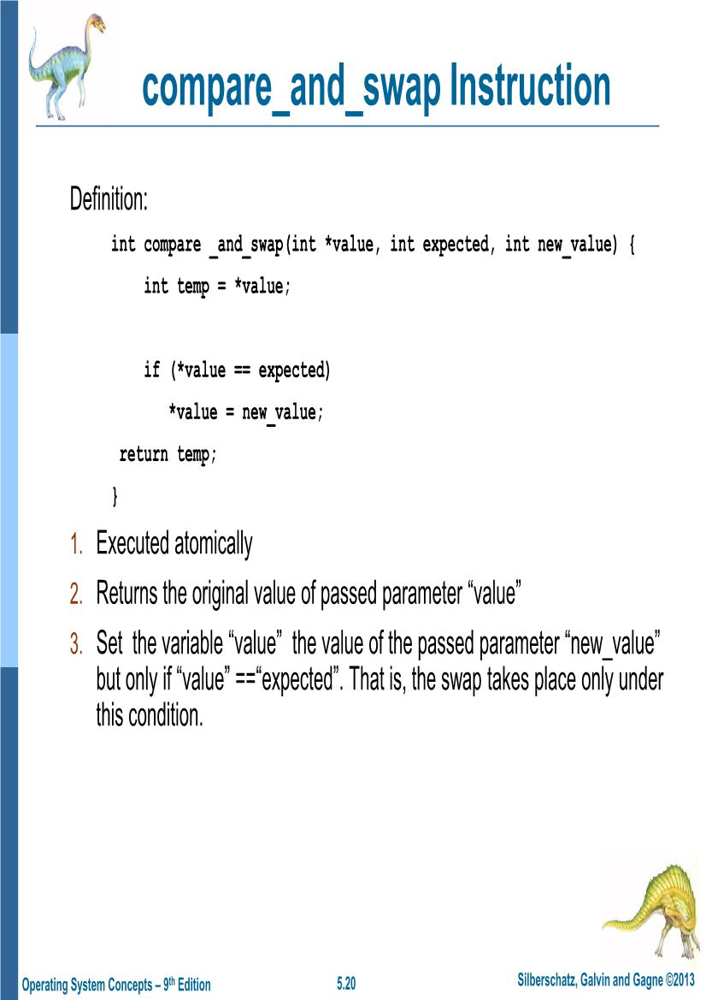 compare_and_swap Instruction
Definition:
int compare _and_swap(int *value, int expected, int new_value) {
int temp = *value;
if (*value == expected)
*value = new_value;
return temp;
}
1. Executed atomically
2. Returns the original value of passed parameter “value”
3. Set the variable “value” the value of the passed parameter “new_value”
but only if “value” ==“expected”. That is, the swap takes place only under
this condition.
Operating System Concepts – 9th Edition
5.20
Silberschatz, Galvin and Gagne ©2013